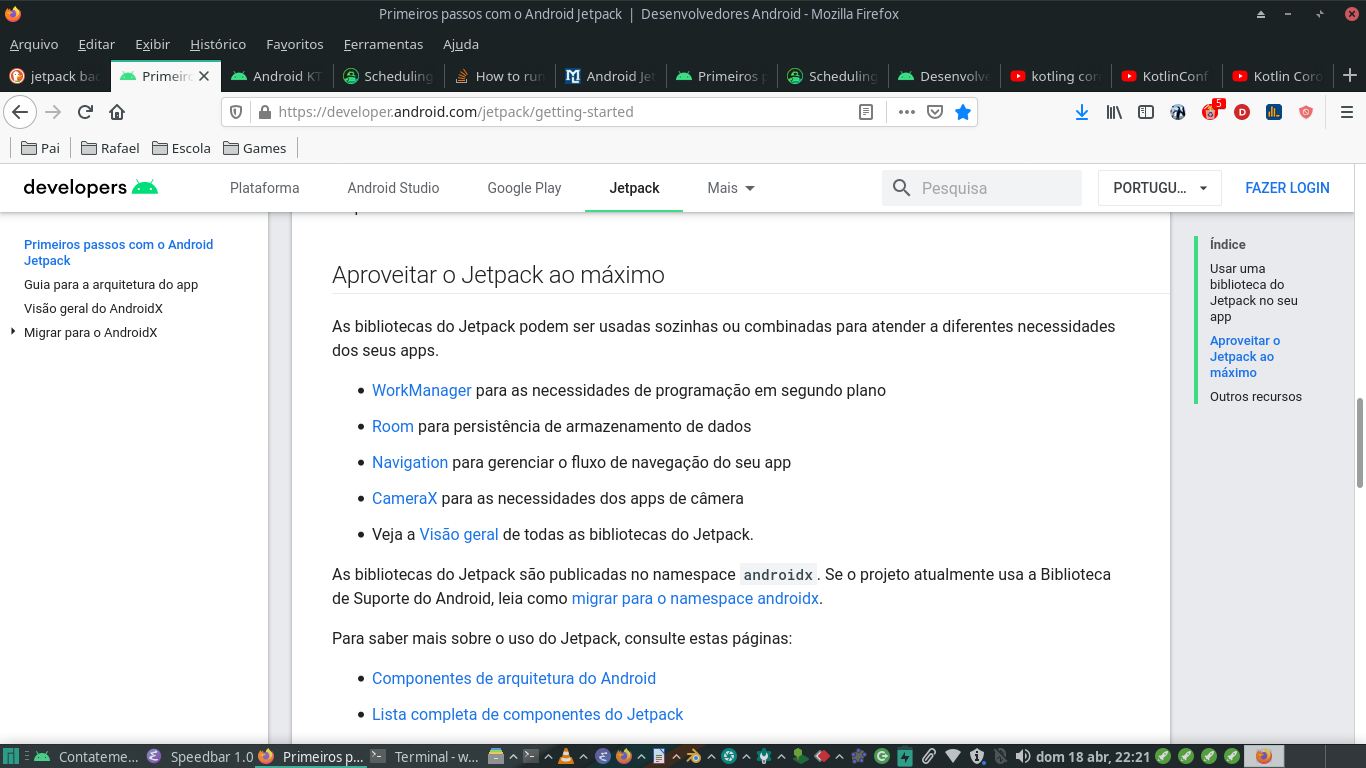 Primeiros passos com o Android Jetpack | Desenvolvedores Android - Mozilla Firefox
Arquivo Editar Exibir Histórico Favoritos Ferramentas Ajuda
jetpack bac Primeiro Android KT Scheduling How to run Android Jet Primeiros p Scheduling Desenvolve kotling con KotlinConf Kotlin Coro
https://developer.android.com/jetpack/getting-started
5
Pai Rafael Escola Games
developers Plataforma Android Studio Google Play Jetpack Mais Pesquisa PORTUGU... FAZER LOGIN
Primeiros passos com o Android
Jetpack
Guia para a arquitetura do app
Visão geral do AndroidX
Migrar para o AndroidX
Aproveitar o Jetpack ao máximo
As bibliotecas do Jetpack podem ser usadas sozinhas ou combinadas para atender a diferentes necessidades
dos seus apps.
WorkManager para as necessidades de programação em segundo plano
Room para persistência de armazenamento de dados
Navigation para gerenciar o fluxo de navegação do seu app
CameraX para as necessidades dos apps de câmera
Veja a Visão geral de todas as bibliotecas do Jetpack.
As bibliotecas do Jetpack são publicadas no namespace androidx. Se o projeto atualmente usa a Biblioteca
de Suporte do Android, leia como migrar para o namespace androidx.
Para saber mais sobre o uso do Jetpack, consulte estas páginas:
Componentes de arquitetura do Android
Lista completa de componentes do Jetpack
Índice
Usar uma
biblioteca do
Jetpack no seu
app
Aproveitar o
Jetpack ao
máximo
Outros recursos
Contateme... Speedbar 1.0 Primeiros p... Terminal - w... dom 18 abr, 22:21